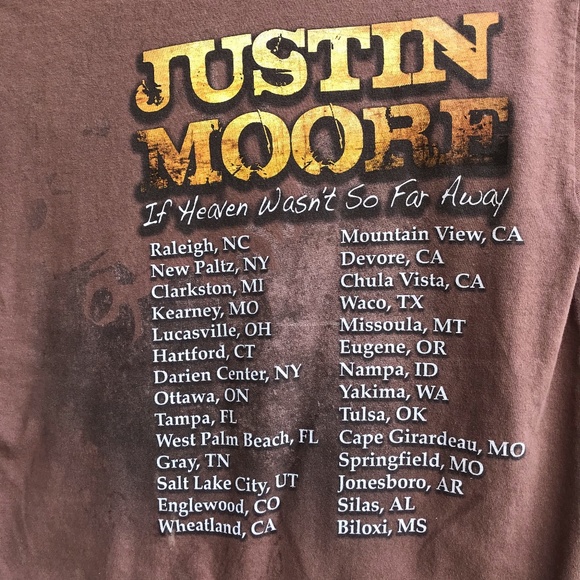 JUSTIN
MOORE
If Heaven Wasn't So Far Away
Raleigh, NC
New Paltz, NY
Clarkston, MI
Kearney, MO
Lucasville, OH
Hartford, CT
Darien Center, NY
Ottawa, ON
Tampa, FL
West Palm Beach, FL
Gray, TN
Salt Lake City, UT
Englewood, CO
Wheatland, CA
Mountain View, CA
Devore, CA
Chula Vista, CA
Waco, TX
Missoula, MT
Eugene, OR
Nampa, ID
Yakima, WA
Tulsa, OK
Cape Girardeau, MO
Springfield, MO
Jonesboro, AR
Silas, AL
Biloxi, MS